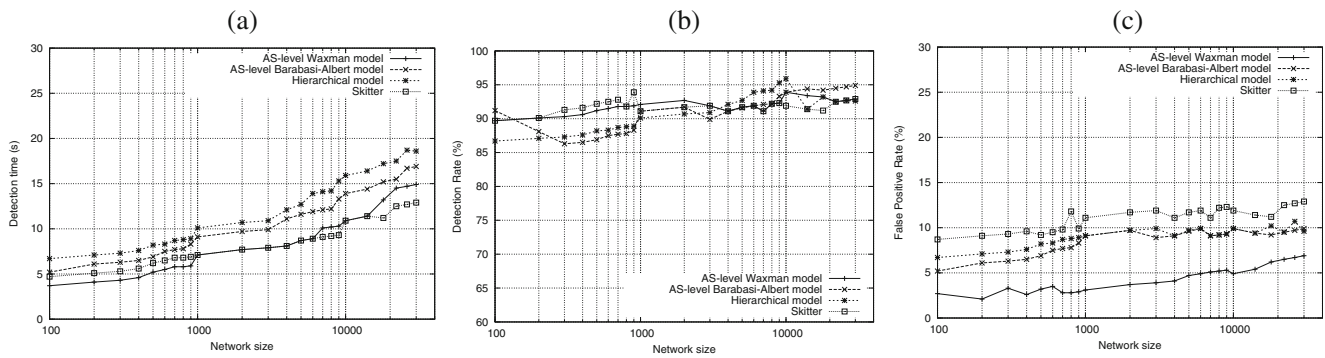 (a)
30
25
20
15
10
5
0
Detection time (s)
AS-level Waxman model
AS-level Barabasi-Albert model
Hierarchical model
Skitter
100
1000
10000
Network size
(b)
100
95
90
85
80
75
70
65
60
Detection Rate (%)
AS-level Waxman model
AS-level Barabasi-Albert model
Hierarchical model
Skitter
100
1000
10000
Network size
(c)
30
25
20
15
10
5
0
False Positive Rate (%)
AS-level Waxman model
AS-level Barabasi-Albert model
Hierarchical model
Skitter
100
1000
10000
Network size